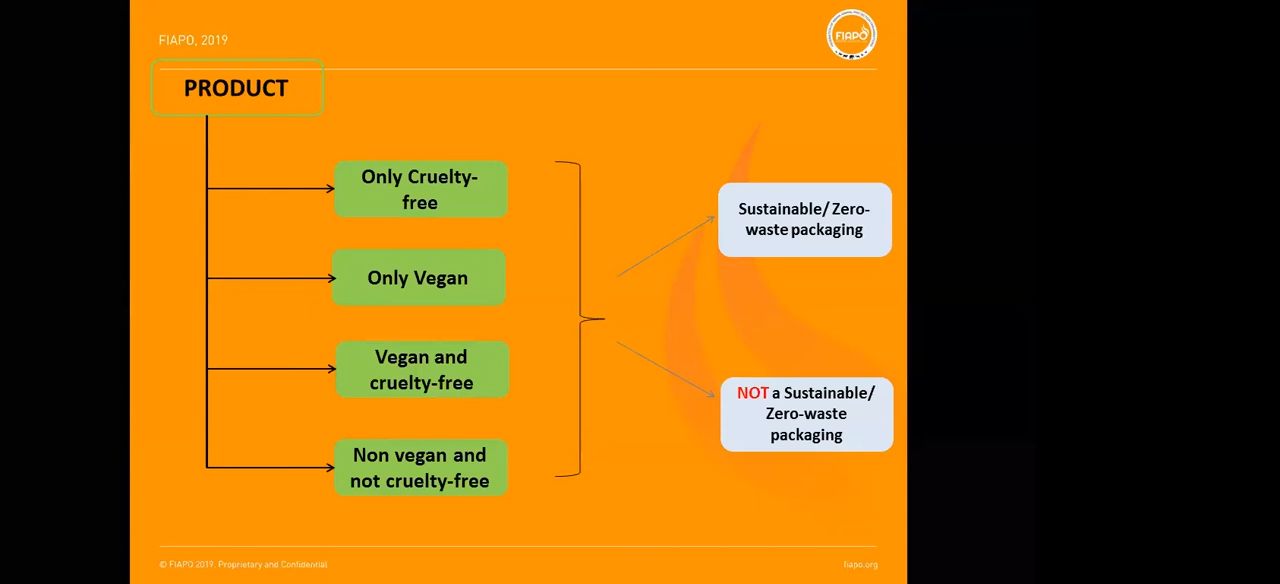 FIAPO, 2019
FIAPO
PRODUCT
Only Cruelty-
free
Only Vegan
Vegan and
cruelty-free
Non vegan and
not cruelty-free
Sustainable/ Zero-
waste packaging
NOT a Sustainable/
Zero-waste
packaging
© FIAPO 2019. Proprietary and Confidential
fiapo.org